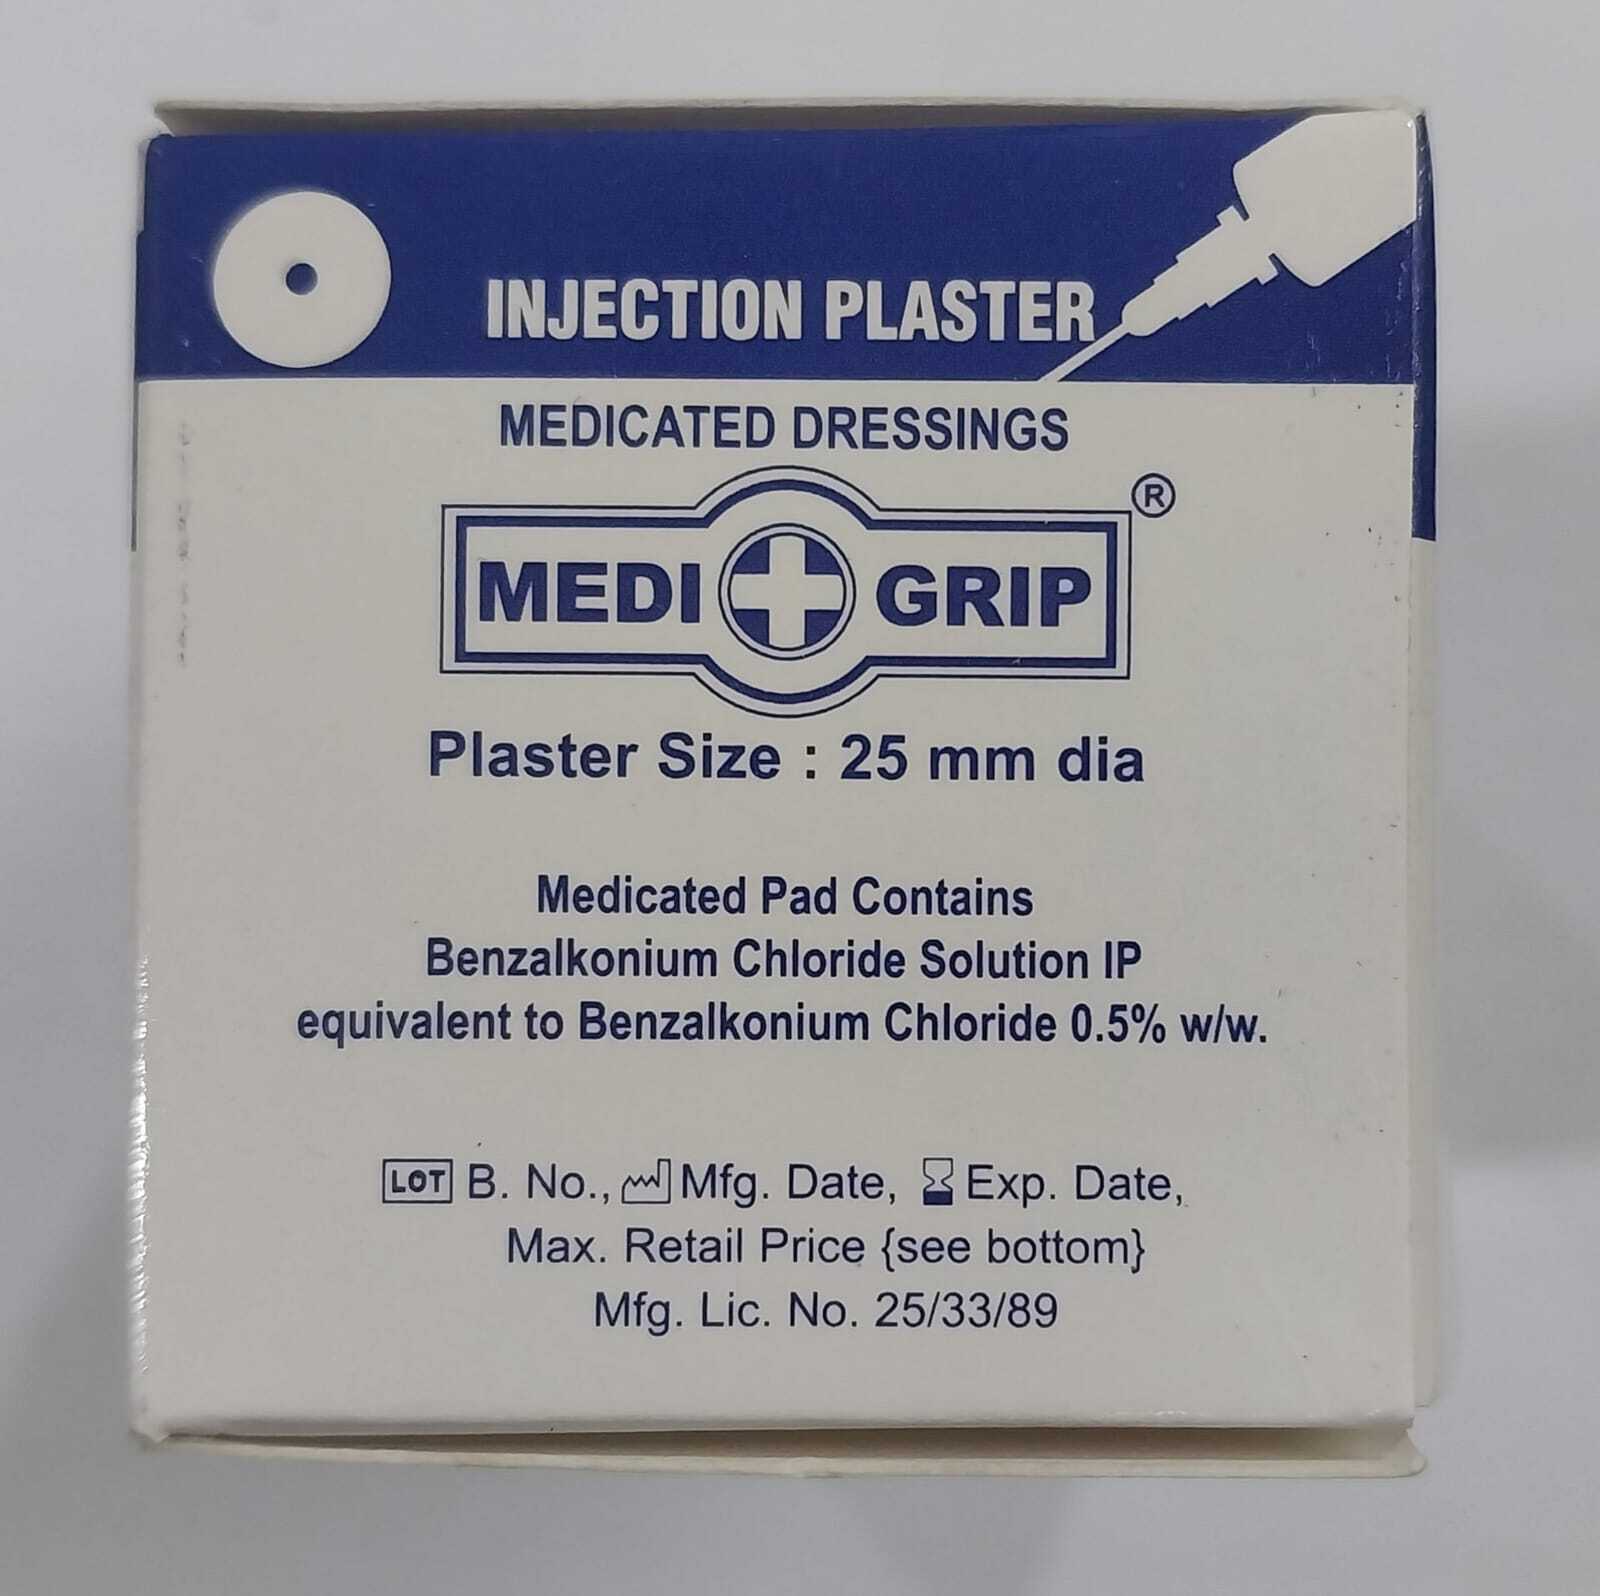 INJECTION PLASTER
MEDICATED DRESSINGS
MEDI GRIP ®
Plaster Size : 25 mm dia
Medicated Pad Contains
Benzalkonium Chloride Solution IP
equivalent to Benzalkonium Chloride 0.5% w/w.
LOT B. No., Mfg. Date, Exp. Date,
Max. Retail Price {see bottom}
Mfg. Lic. No. 25/33/89